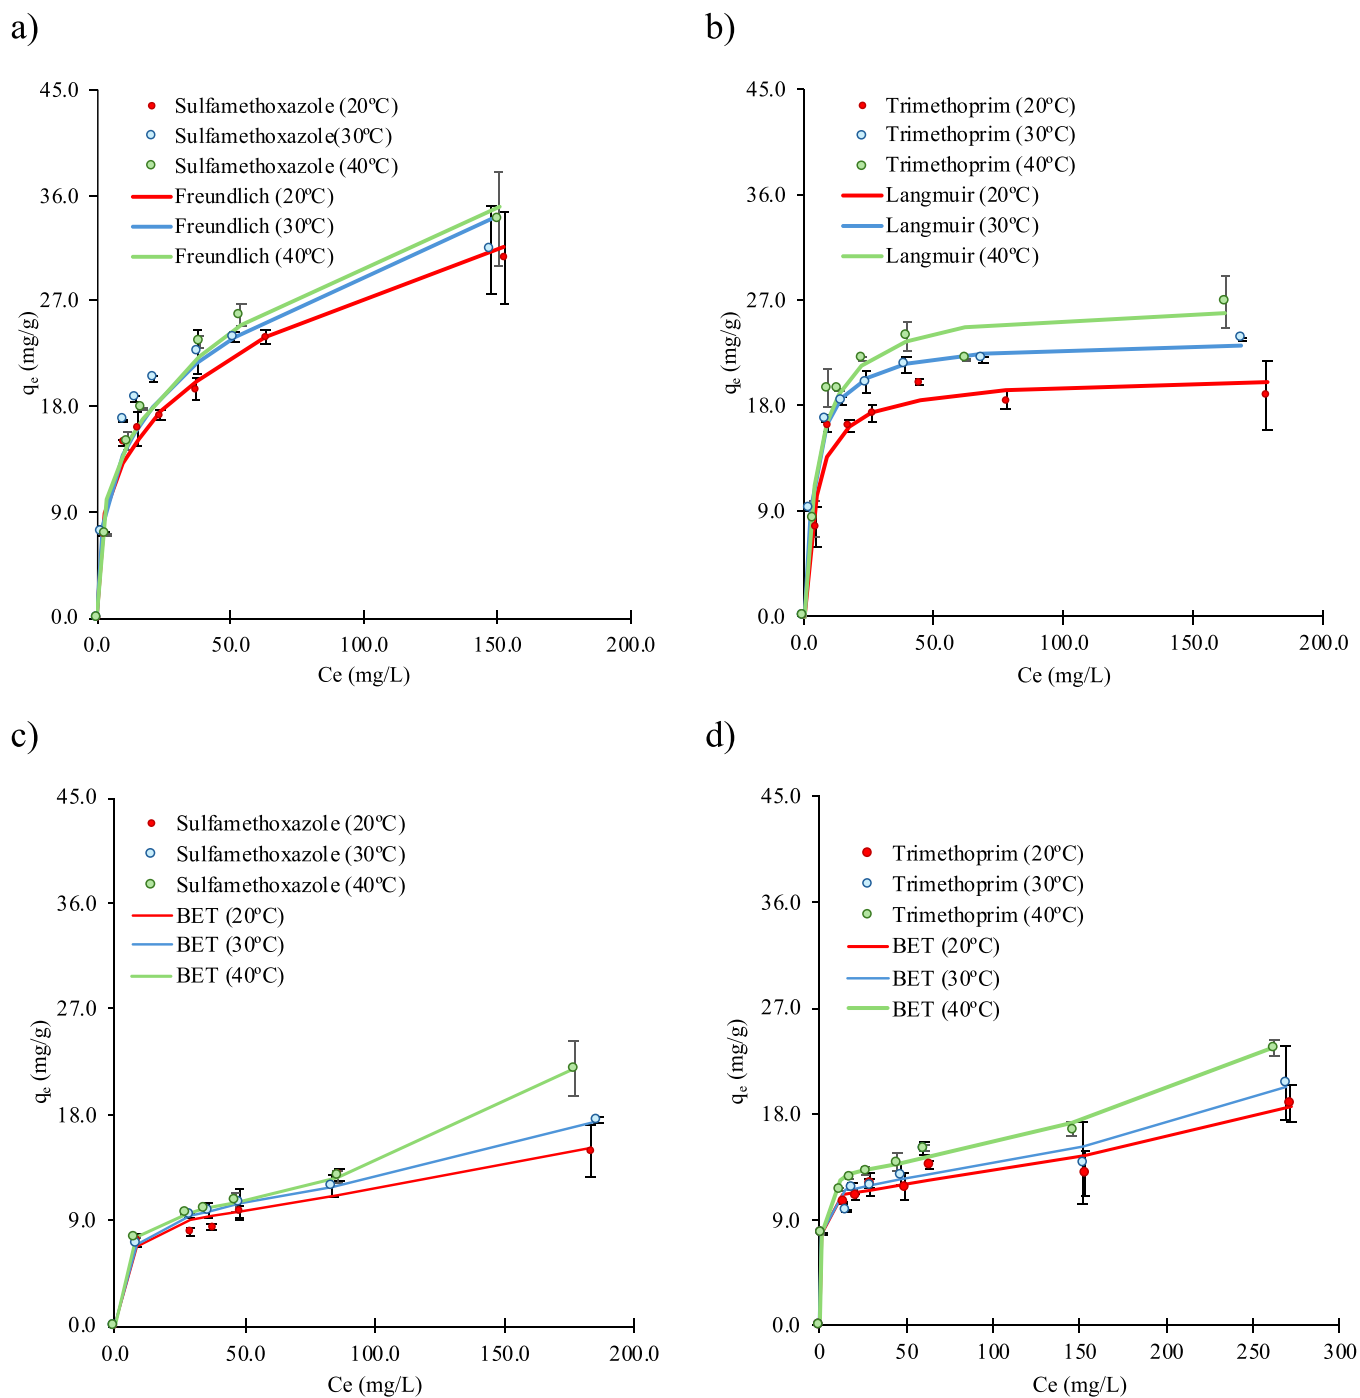 a)
45.0
36.0
27.0
18.0
9.0
0.0
qe (mg/g)
Sulfamethoxazole (20ºC)
Sulfamethoxazole(30ºC)
Sulfamethoxazole (40ºC)
Freundlich (20ºC)
Freundlich (30ºC)
Freundlich (40ºC)
0.0 50.0 100.0 150.0 200.0
Ce (mg/L)
b)
45.0
36.0
27.0
18.0
9.0
0.0
qe (mg/g)
Trimethoprim (20ºC)
Trimethoprim (30ºC)
Trimethoprim (40ºC)
Langmuir (20ºC)
Langmuir (30ºC)
Langmuir (40ºC)
0.0 50.0 100.0 150.0 200.0
Ce (mg/L)
c)
45.0
36.0
27.0
18.0
9.0
0.0
qe (mg/g)
Sulfamethoxazole (20ºC)
Sulfamethoxazole (30ºC)
Sulfamethoxazole (40ºC)
BET (20ºC)
BET (30ºC)
BET (40ºC)
0.0 50.0 100.0 150.0 200.0
Ce (mg/L)
d)
45.0
36.0
27.0
18.0
9.0
0.0
qe (mg/g)
Trimethoprim (20ºC)
Trimethoprim (30ºC)
Trimethoprim (40ºC)
BET (20ºC)
BET (30ºC)
BET (40ºC)
0 50 100 150 200 250 300
Ce (mg/L)